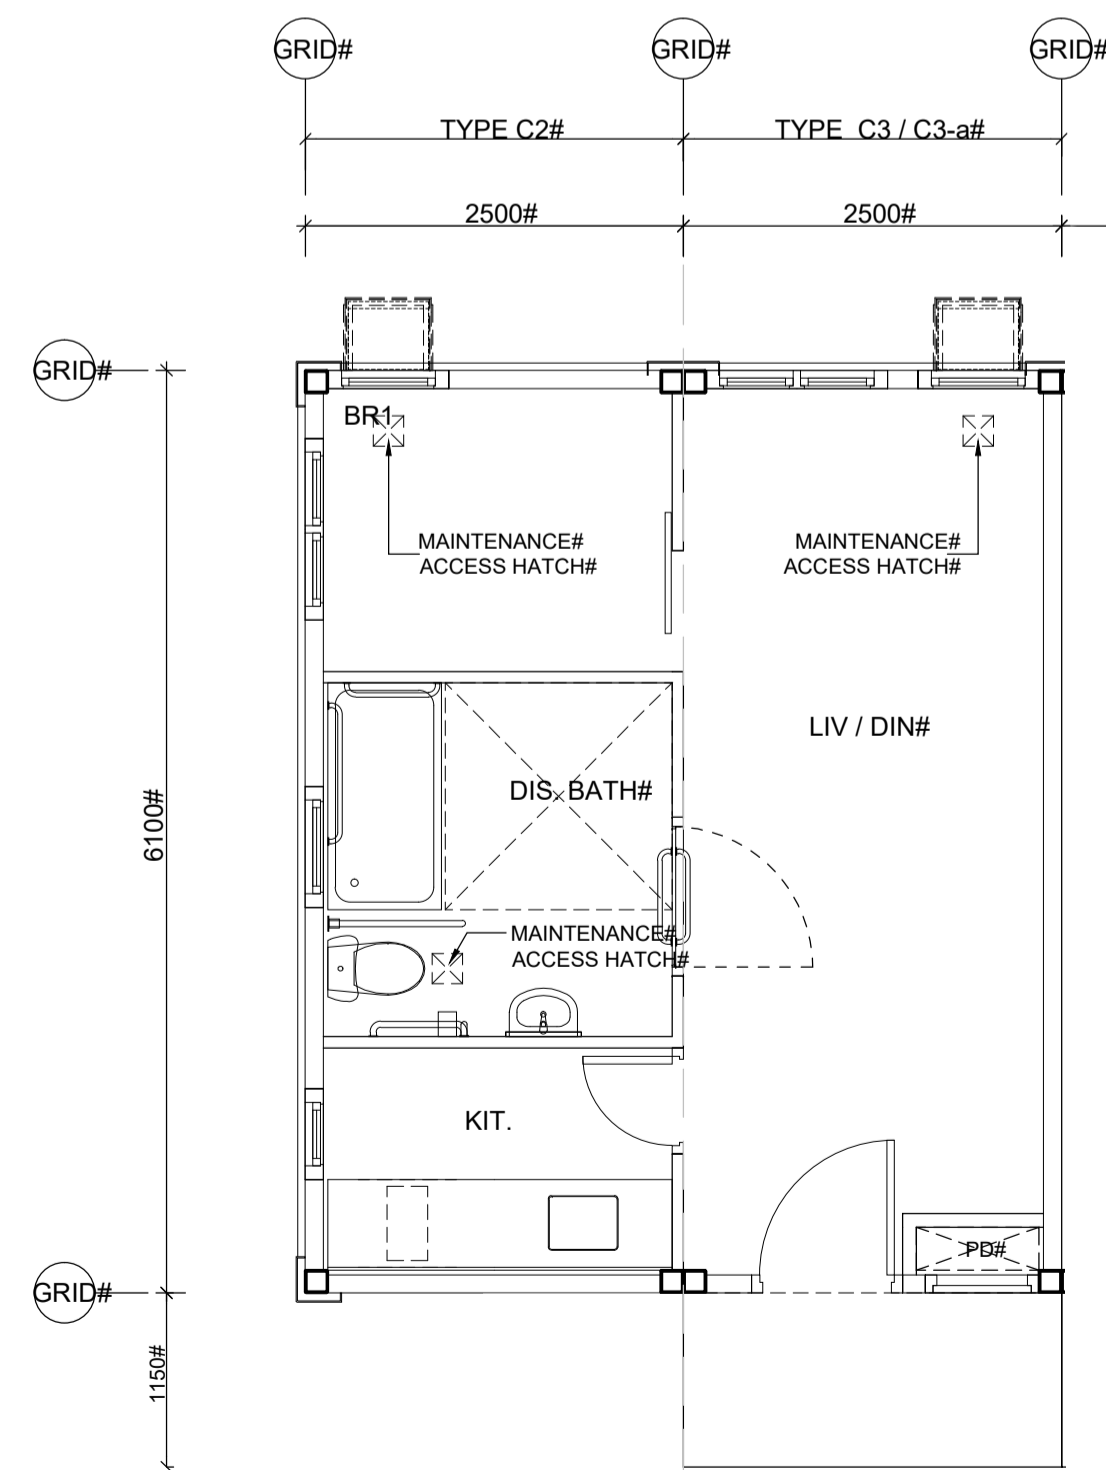 GRID# GRID# GRID#
TYPE C2# TYPE C3 / C3-a#
2500# 2500#
GRID#
BR1
MAINTENANCE#
ACCESS HATCH#
MAINTENANCE#
ACCESS HATCH#
LIV / DIN#
DIS. BATH#
6100#
MAINTENANCE#
ACCESS HATCH#
KIT.
PD#
GRID#
1150#